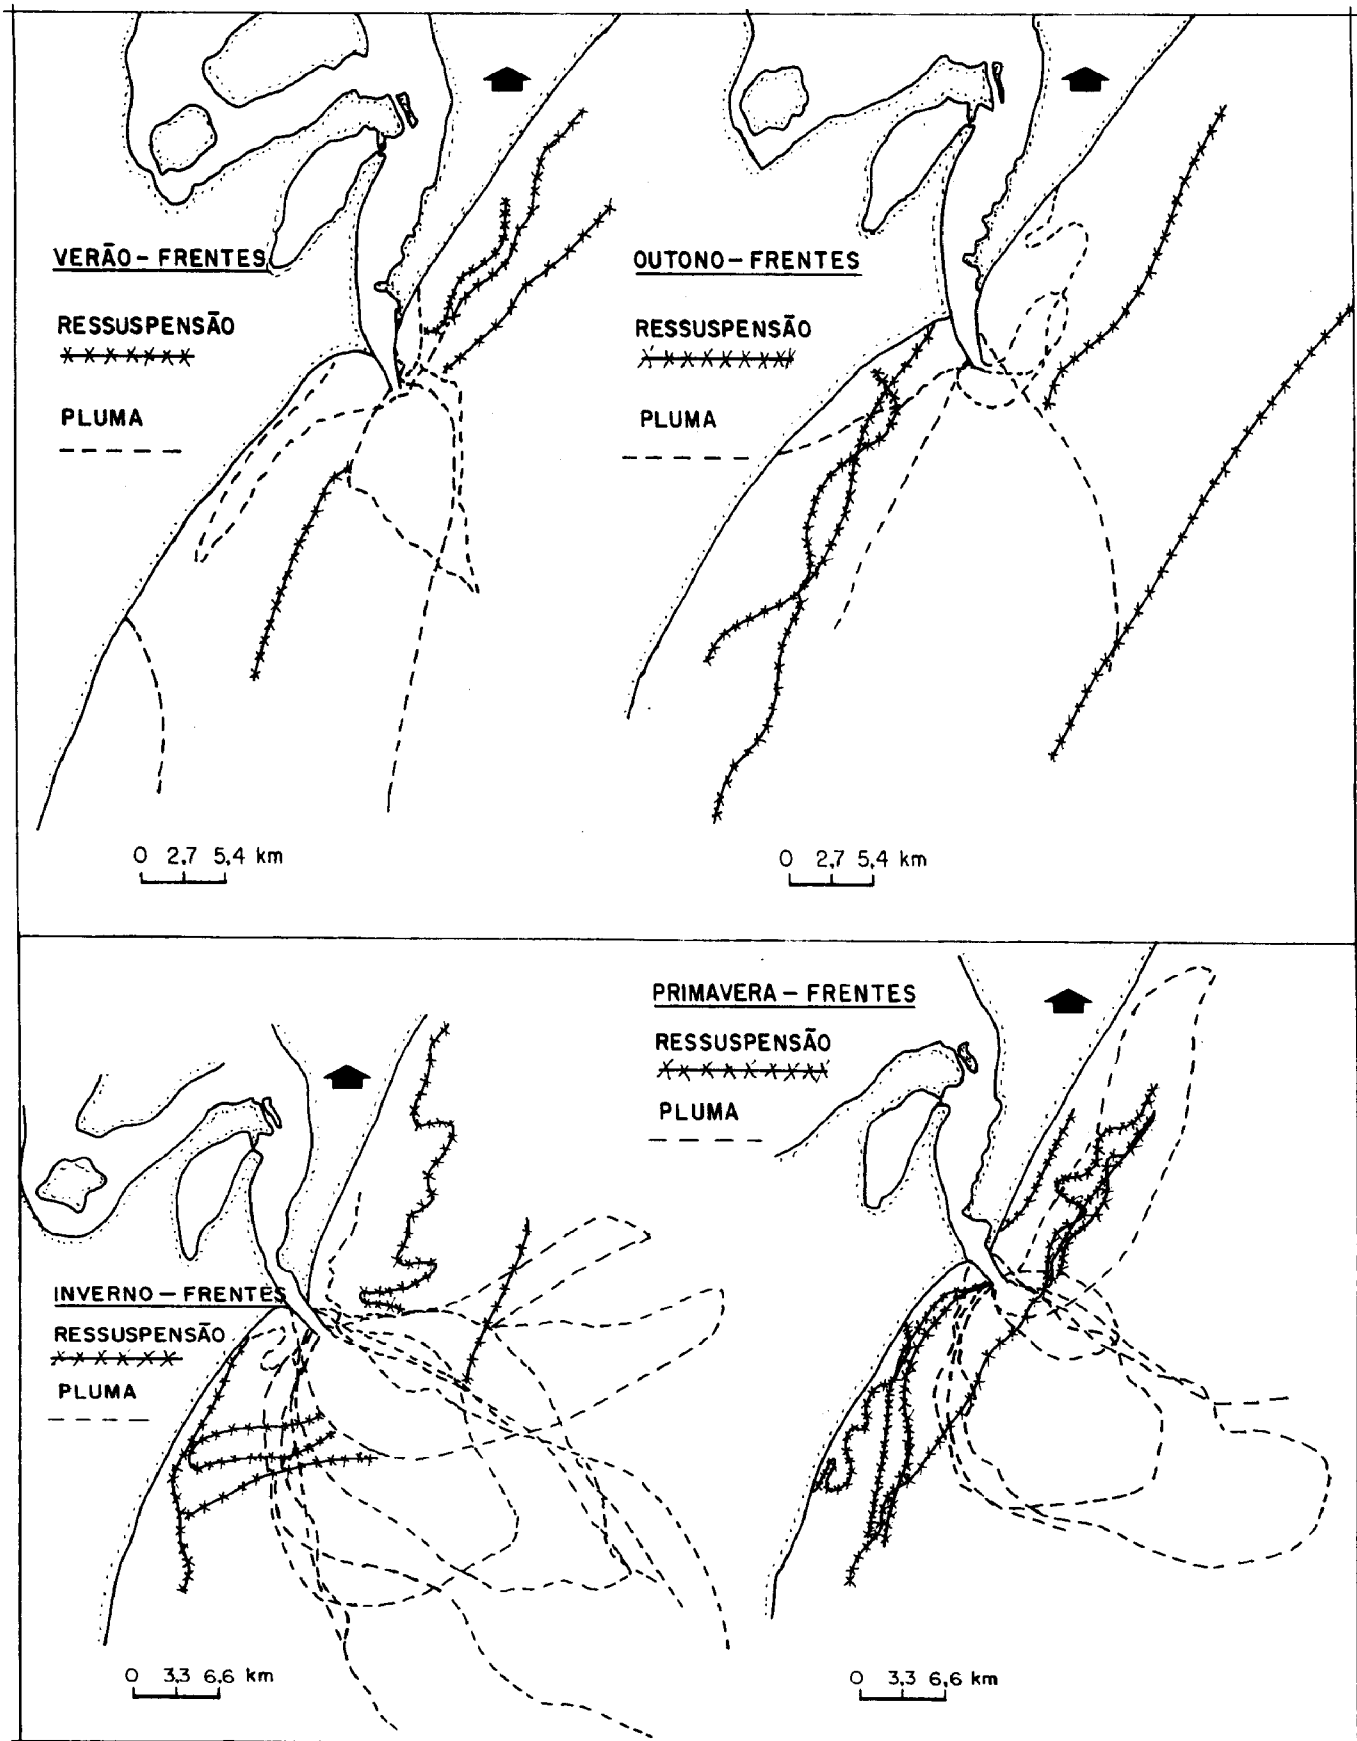 VERÃO – FRENTES
RESSUSPENSÃO
PLUMA
0 2,7 5,4 km
OUTONO – FRENTES
RESSUSPENSÃO
PLUMA
0 2,7 5,4 km
INVERNO – FRENTES
RESSUSPENSÃO
PLUMA
0 3,3 6,6 km
PRIMAVERA – FRENTES
RESSUSPENSÃO
PLUMA
0 3,3 6,6 km